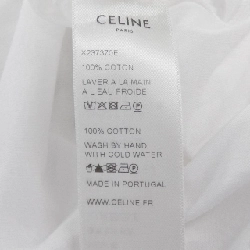 CELINE
PARIS
100% COTTON
LAVER A LA MAIN
A L'EAU FROIDE
100% COTTON
WASH BY HAND
WITH COLD WATER
MADE IN PORTUGAL
WWW.CELINE.FR